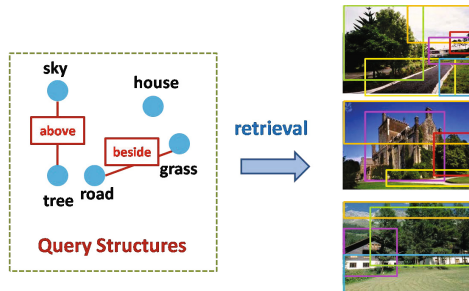 sky
house
above
beside
retrieval
grass
tree
road
Query Structures